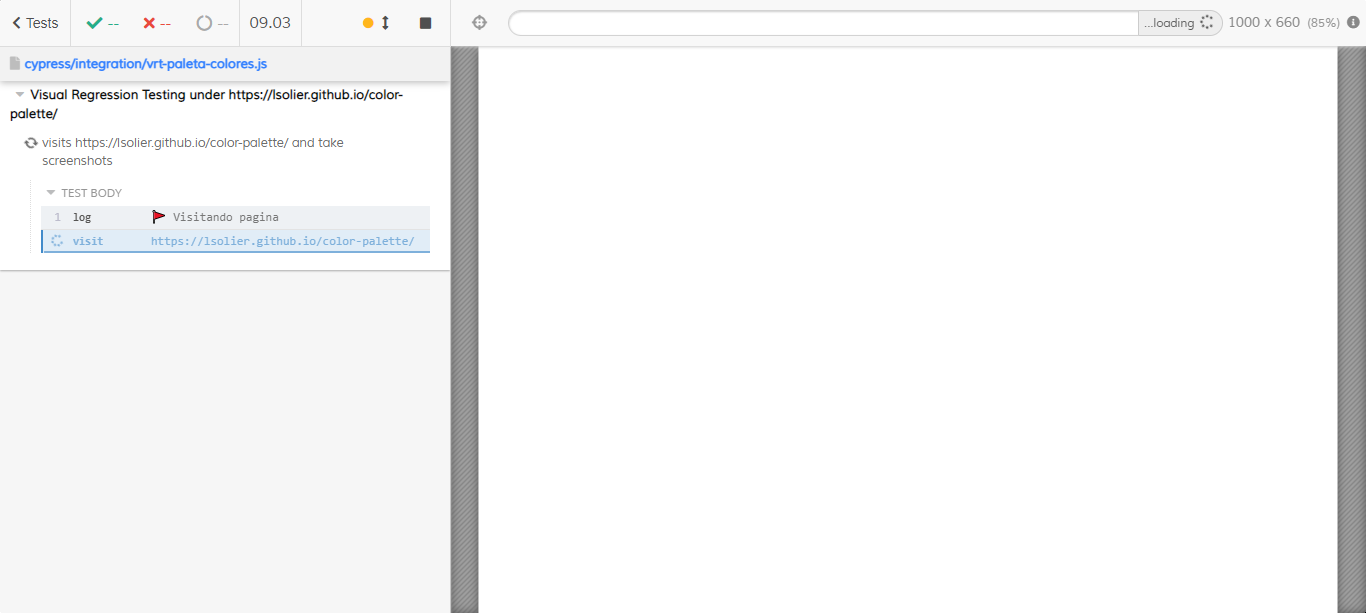 Tests -- -- -- 09.03 ...loading 1000 x 660 (85%)
cypress/integration/vrt-paleta-colores.js
Visual Regression Testing under https://lsolier.github.io/color-
palette/
visits https://lsolier.github.io/color-palette/ and take
screenshots
TEST BODY
1 log Visitando pagina
visit https://lsolier.github.io/color-palette/